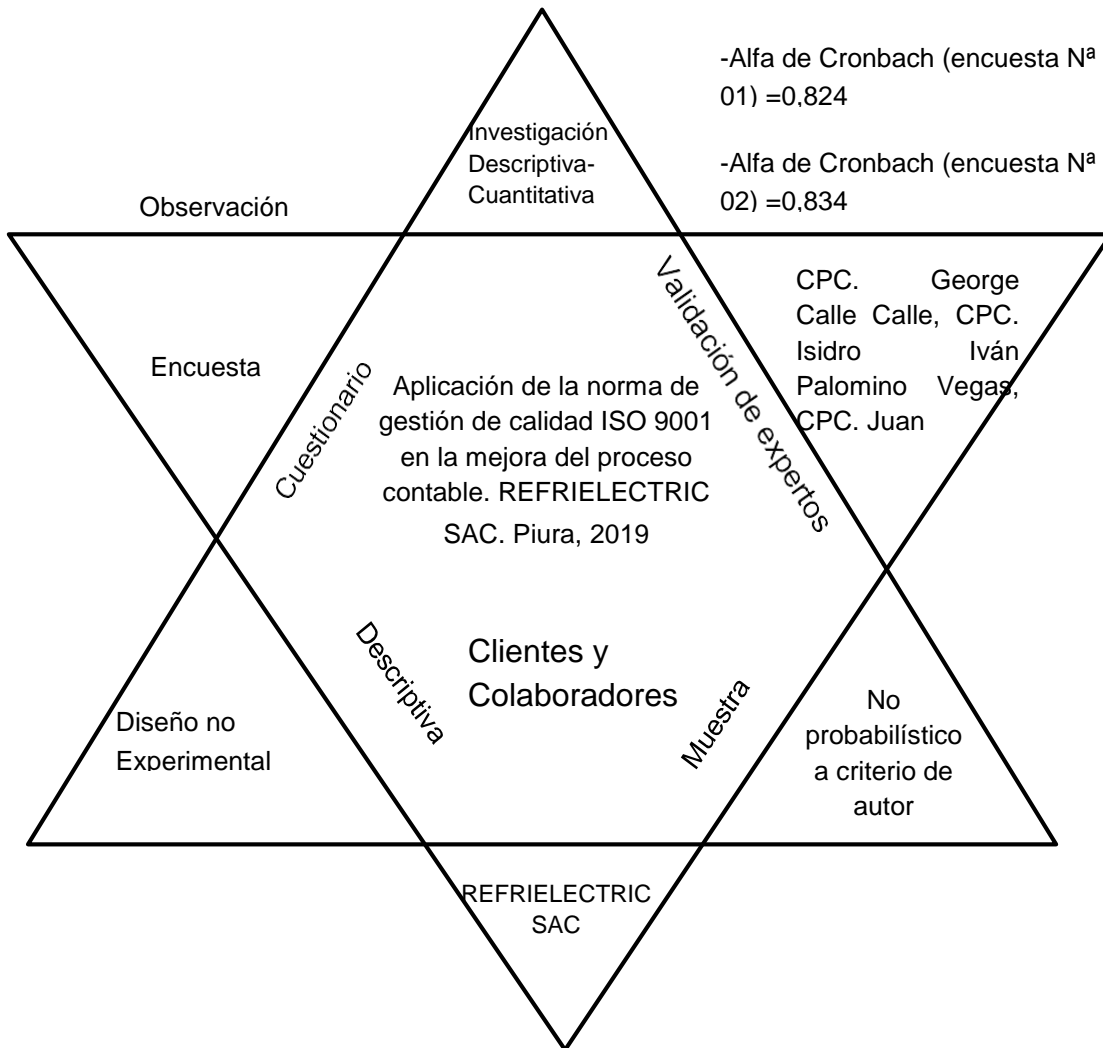 -Alfa de Cronbach (encuesta Nª
01) =0,824
-Alfa de Cronbach (encuesta Nª
02) =0,834
Investigación
Descriptiva-
Cuantitativa
Observación
CPC. George
Calle Calle, CPC.
Isidro Iván
Palomino Vegas,
CPC. Juan
Encuesta
Cuestionario
Validación de expertos
Aplicación de la norma de
gestión de calidad ISO 9001
en la mejora del proceso
contable. REFRIELECTRIC
SAC. Piura, 2019
Descriptiva
Clientes y
Colaboradores
Muestra
Diseño no
Experimental
No
probabilístico
a criterio de
autor
REFRIELECTRIC
SAC